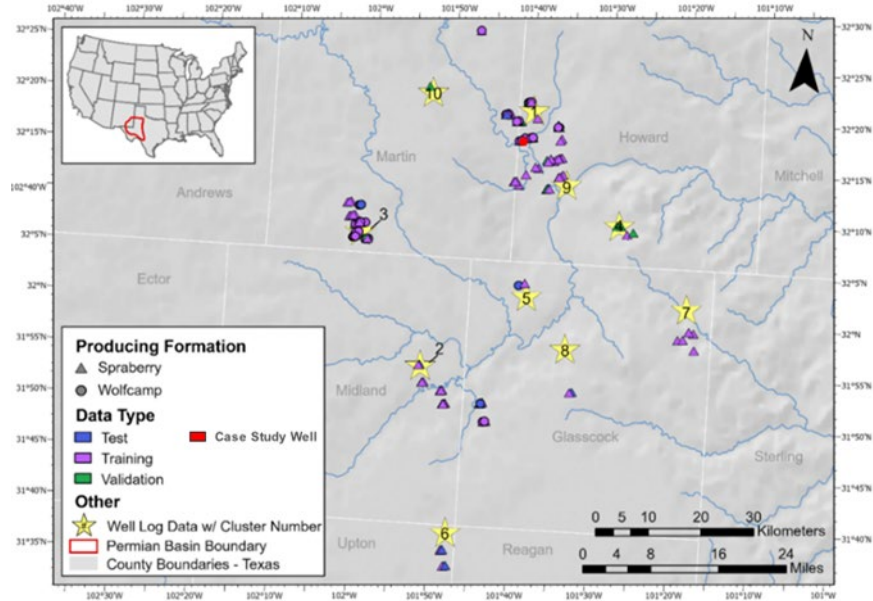 102°30'W 102°20'W 102°10'W 102°W 101°50'W 101°40'W 101°30'W 101°20'W 101°10'W
32°25'N
32°20'N
32°15'N
102°40'W
32°5'N
32°N
31°55'N
31°50'N
31°45'N
31°40'N
31°35'N
32°30'N
32°25'N
32°20'N
32°15'N
32°10'N
32°5'N
32°N
31°55'N
31°50'N
31°45'N
31°40'N
N
10
1
Howard
Martin
Mitchell
Andrews
9
3
4
Ector
5
7
8
2
Midland
Glasscock
Sterling
6
Upton
Reagan
Producing Formation
Spraberry
Wolfcamp
Data Type
Test
Case Study Well
Training
Validation
Other
# Well Log Data w/ Cluster Number
Permian Basin Boundary
County Boundaries - Texas
0 5 10 20 30
Kilometers
0 4 8 16 24
Miles
102°30'W 102°20'W 102°10'W 102°W 101°50'W 101°40'W 101°30'W 101°20'W 101°10'W 101°W